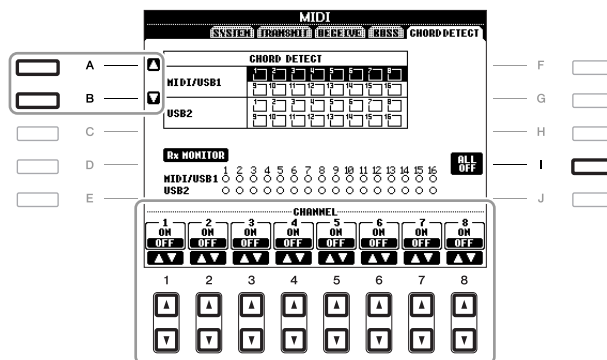 MIDI
SYSTEM TRANSMIT RECEIVE BASS CHORD DETECT
CHORD DETECT
MIDI/USB1
1 2 3 4 5 6 7 8
9 10 11 12 13 14 15 16
USB2
1 2 3 4 5 6 7 8
9 10 11 12 13 14 15 16
Rx MONITOR
1 2 3 4 5 6 7 8 9 10 11 12 13 14 15 16
MIDI/USB1
USB2
ALL
OFF
A
B
C
D
E
F
G
H
I
J
CHANNEL
1 2 3 4 5 6 7 8
ON ON ON ON ON ON ON ON
OFF OFF OFF OFF OFF OFF OFF OFF
1 2 3 4 5 6 7 8